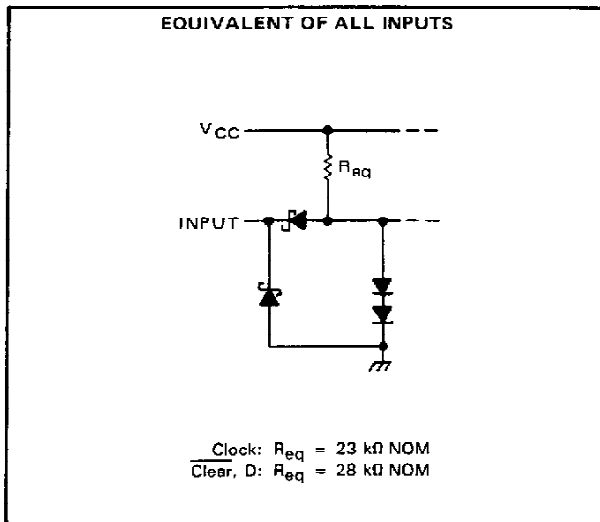 EQUIVALENT OF ALL INPUTS
VCC
Req
INPUT
Clock: Req = 23 kΩ NOM
Clear, D: Req = 28 kΩ NOM